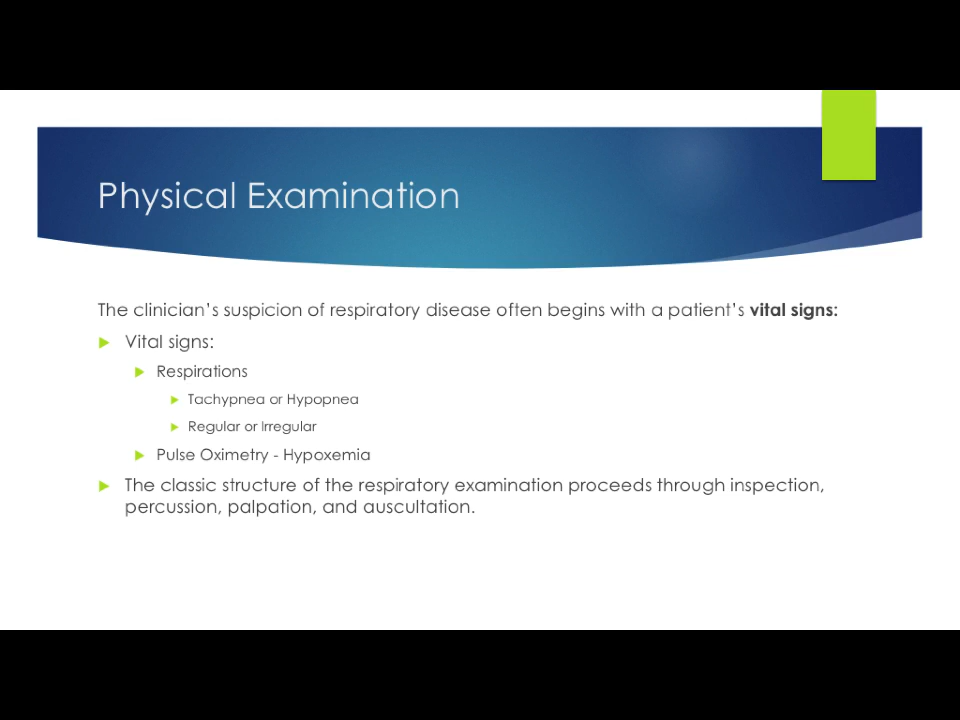 Physical Examination
The clinician's suspicion of respiratory disease often begins with a patient's vital signs:
Vital signs:
Respirations
Tachypnea or Hypopnea
Regular or Irregular
Pulse Oximetry - Hypoxemia
The classic structure of the respiratory examination proceeds through inspection,
percussion, palpation, and auscultation.